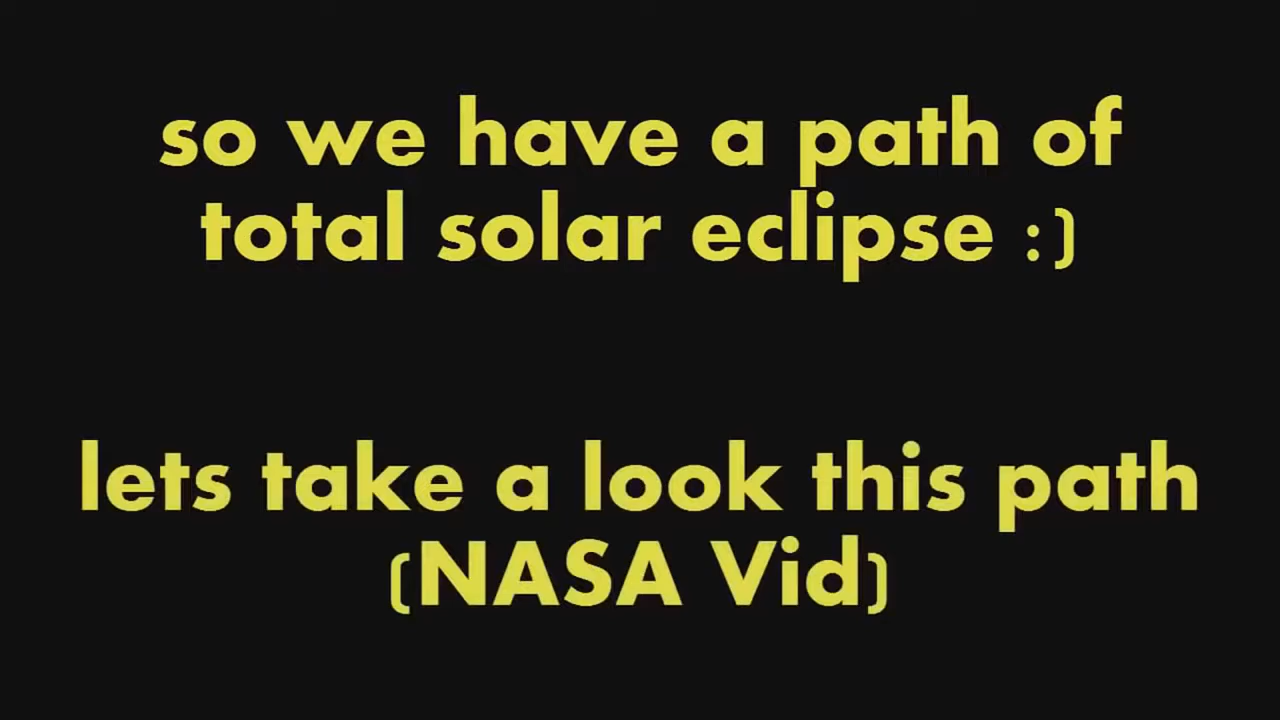 so we have a path of
total solar eclipse :)
lets take a look this path
(NASA Vid)